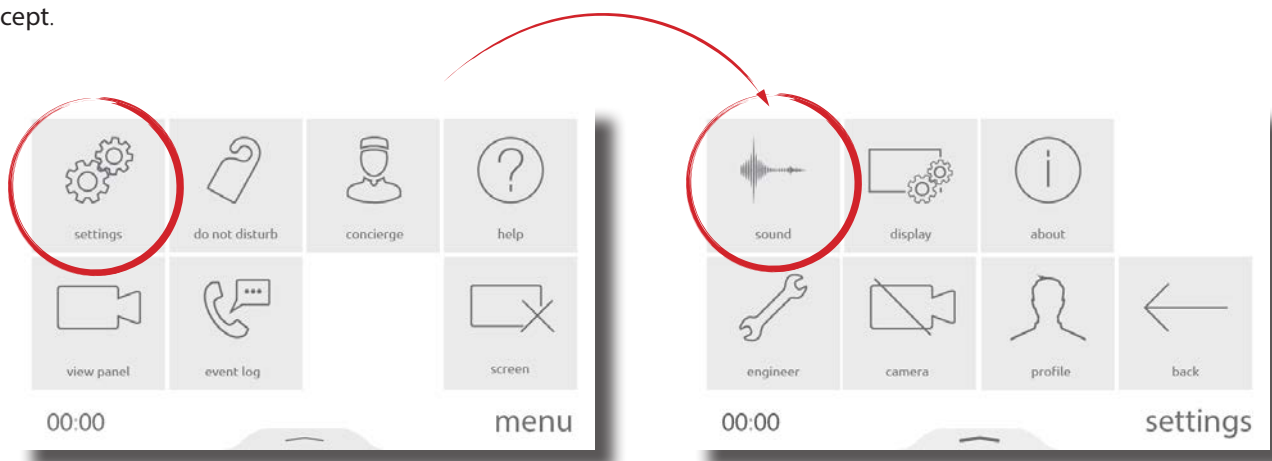 cept.
settings
do not disturb
concierge
help
view panel
event log
screen
00:00
menu
sound
display
about
engineer
camera
profile
back
00:00
settings